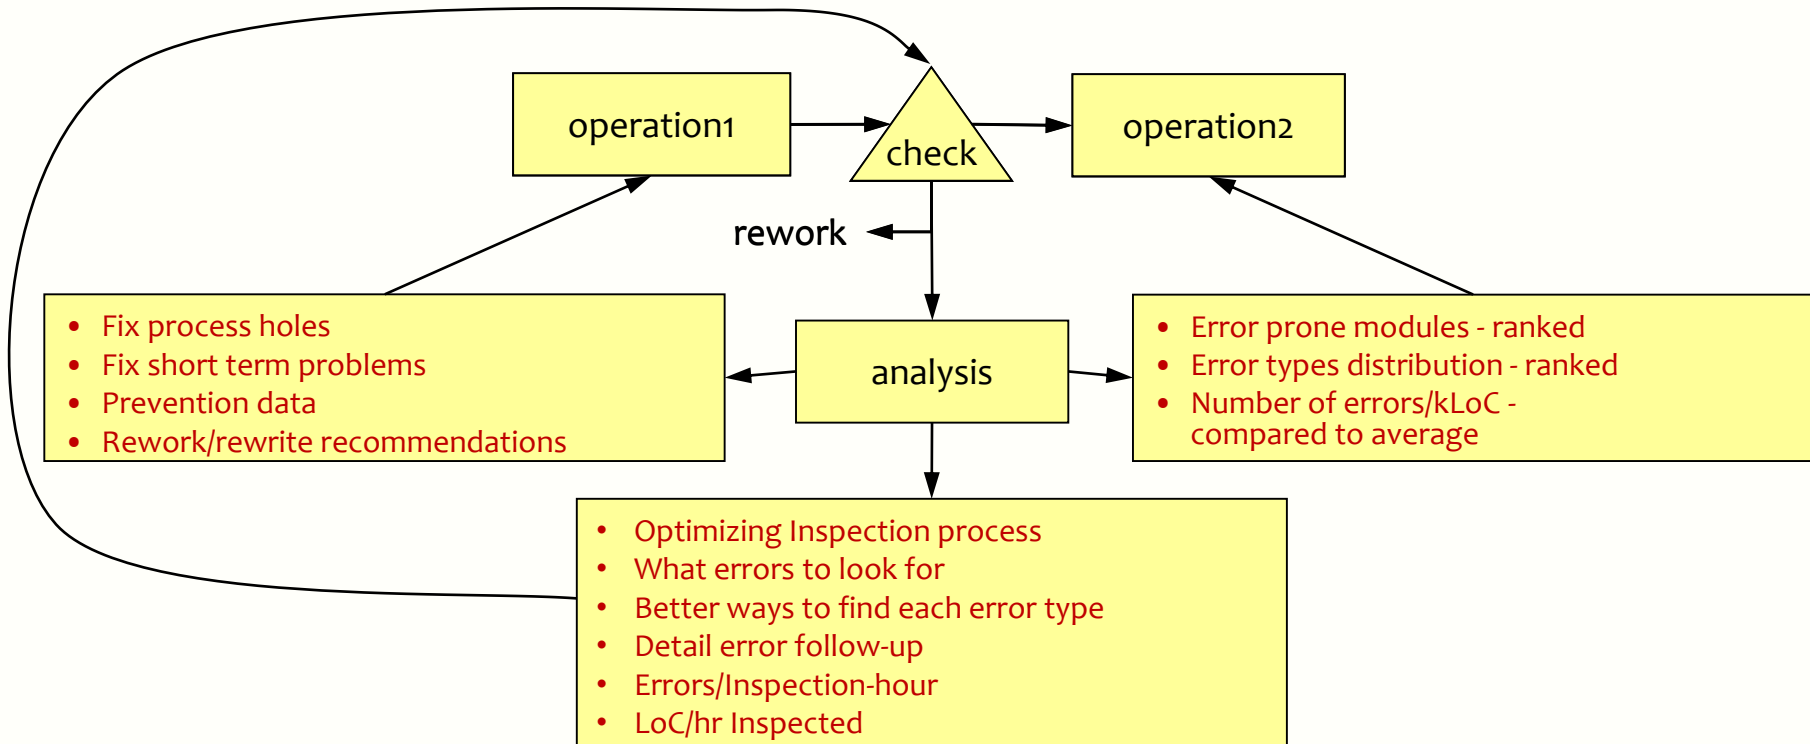 operation1
check
operation2
rework
• Fix process holes
• Fix short term problems
• Prevention data
• Rework/rewrite recommendations
analysis
• Error prone modules - ranked
• Error types distribution - ranked
• Number of errors/kLoC -
compared to average
• Optimizing Inspection process
• What errors to look for
• Better ways to find each error type
• Detail error follow-up
• Errors/Inspection-hour
• LoC/hr Inspected